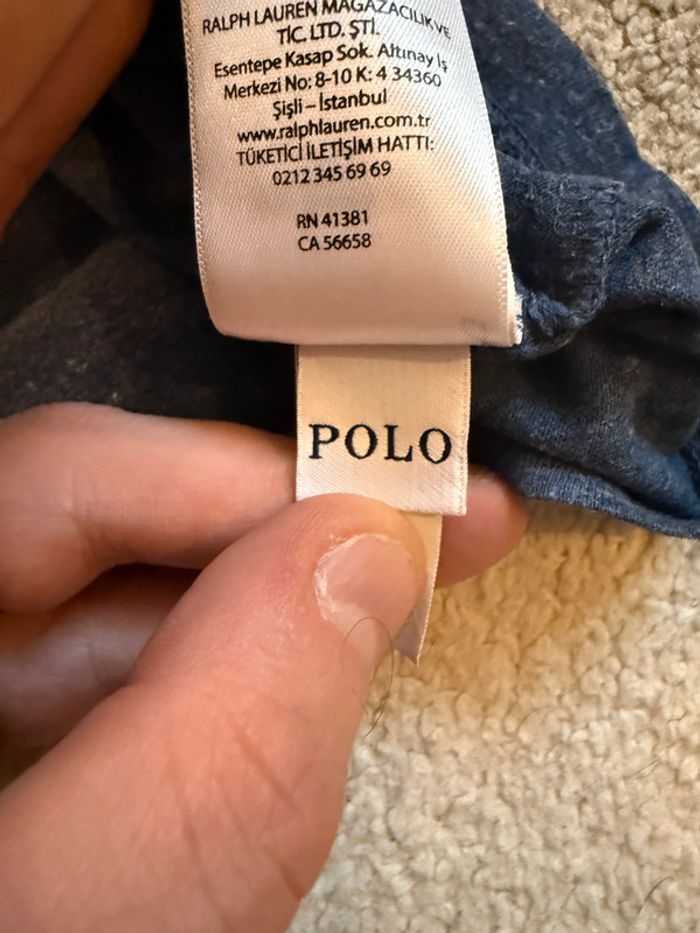 RALPH LAUREN MAĞAZACILIK VE
TİC. LTD. ŞTİ.
Esentepe Kasap Sok. Altınay İş
Merkezi No: 8-10 K: 4 34360
Şişli – İstanbul
www.ralphlauren.com.tr
TÜKETİCİ İLETİŞİM HATTI:
0212 345 69 69
RN 41381
CA 56658
POLO